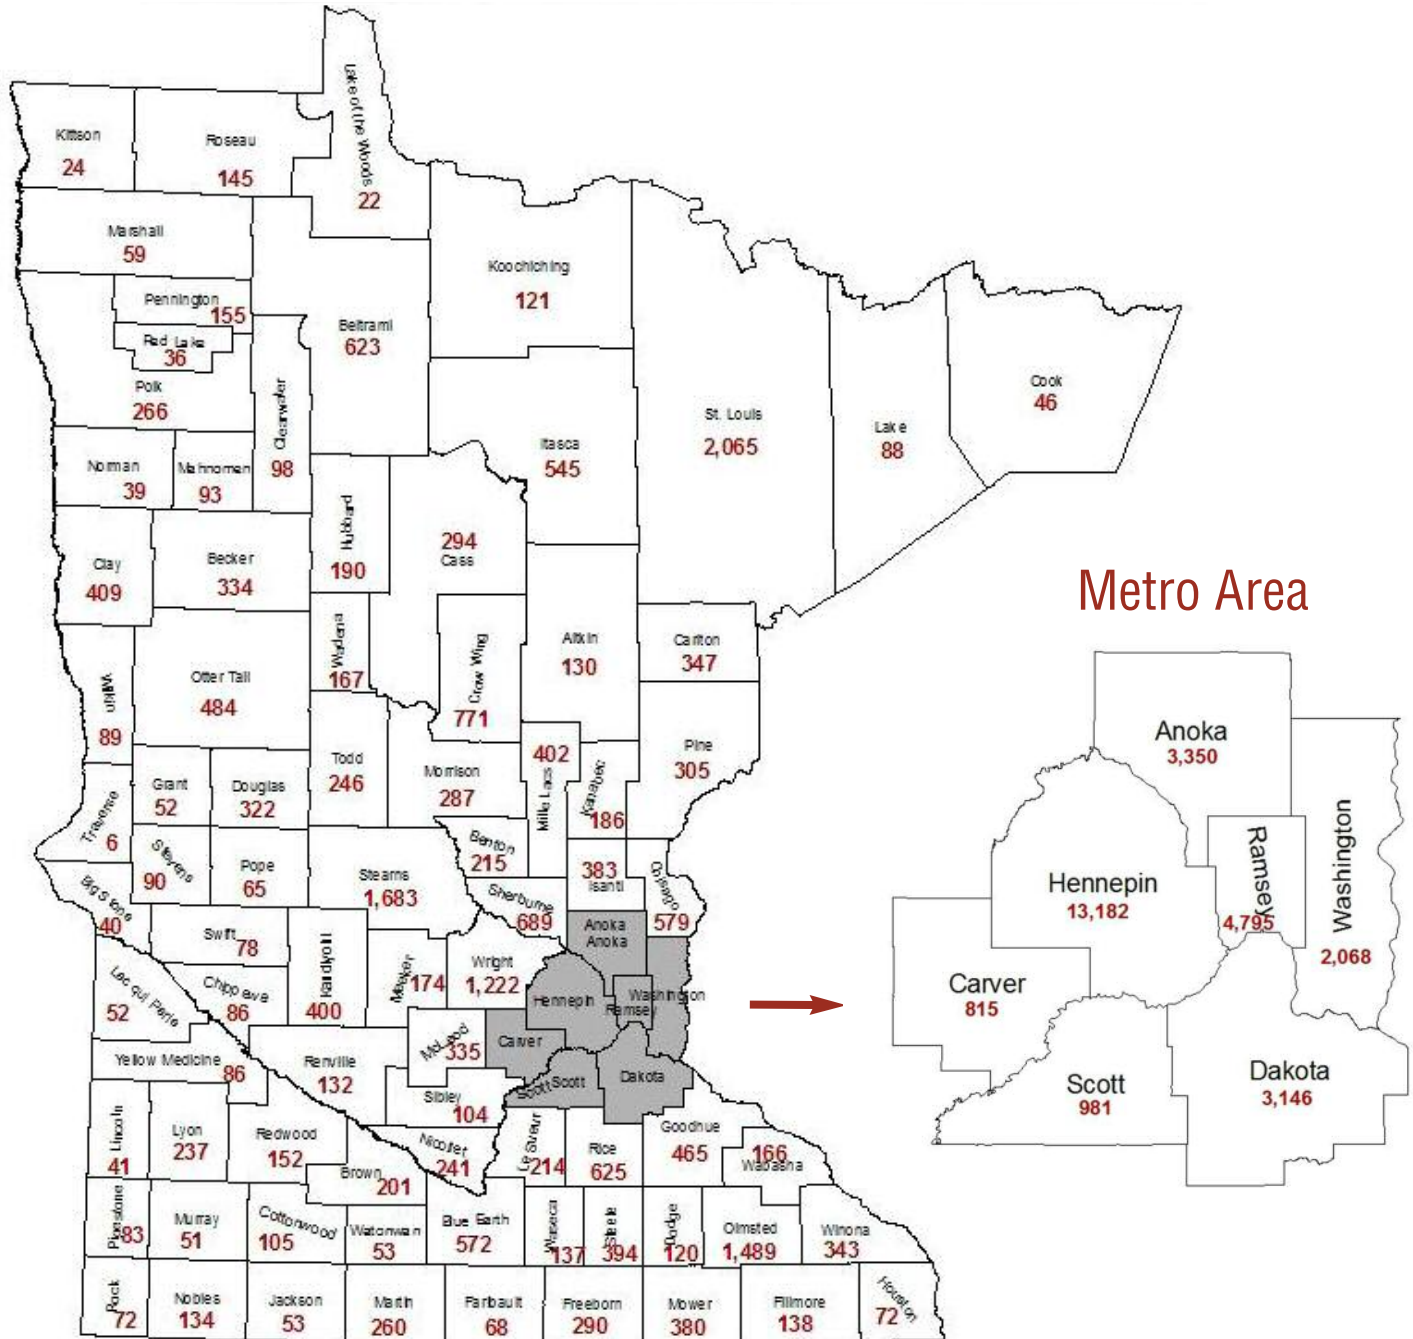 Kittson
24
Roseau
145
Lake of the Woods
22
Marshall
59
Koochiching
121
Pennington
155
Red Lake
36
Beltrami
623
Polk
266
Clearwater
98
Norman
39
Mahnomen
93
Itasca
545
St. Louis
2,065
Lake
88
Cook
46
Hubbard
190
294
Cass
Clay
409
Becker
334
Metro Area
Wadena
167
Crow Wing
771
Aitkin
130
Carlton
347
Wilkin
89
Otter Tail
484
Todd
246
Morrison
287
402
Mille Lacs
Kanabec
186
Pine
305
Grant
52
Douglas
322
Traverse
6
Stevens
90
Pope
65
Stearns
1,683
Benton
215
383
Isanti
Chisago
579
Big Stone
40
Swift
78
Kandiyohi
400
Sherburne
689
Anoka
Anoka
Meeker
174
Wright
1,222
Hennepin
Washington
Ramsey
Lac qui Parle
52
Chippewa
86
McLeod
335
Carver
Scott
Scott
Dakota
Yellow Medicine
86
Renville
132
Sibley
104
Lincoln
41
Lyon
237
Redwood
152
Nicollet
241
Brown
201
Le Sueur
214
Rice
625
Goodhue
465
166
Wabasha
Pipestone
83
Murray
51
Cottonwood
105
Watonwan
53
Blue Earth
572
Waseca
137
Steele
394
Dodge
120
Olmsted
1,489
Winona
343
Rock
72
Nobles
134
Jackson
53
Martin
260
Faribault
68
Freeborn
290
Mower
380
Fillmore
138
Houston
72
Anoka
3,350
Hennepin
13,182
Ramsey
4,795
Washington
2,068
Carver
815
Scott
981
Dakota
3,146